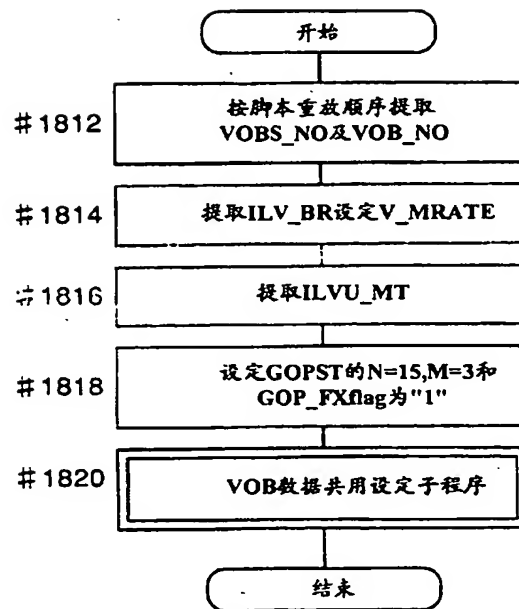 开始
#1812
按脚本重放顺序提取
VOBS_NO及VOB_NO
#1814
提取ILV_BR设定V_MRATE
#1816
提取ILVU_MT
#1818
设定GOPST的N=15,M=3和
GOP_FXflag为"1"
#1820
VOB数据共用设定子程序
结束